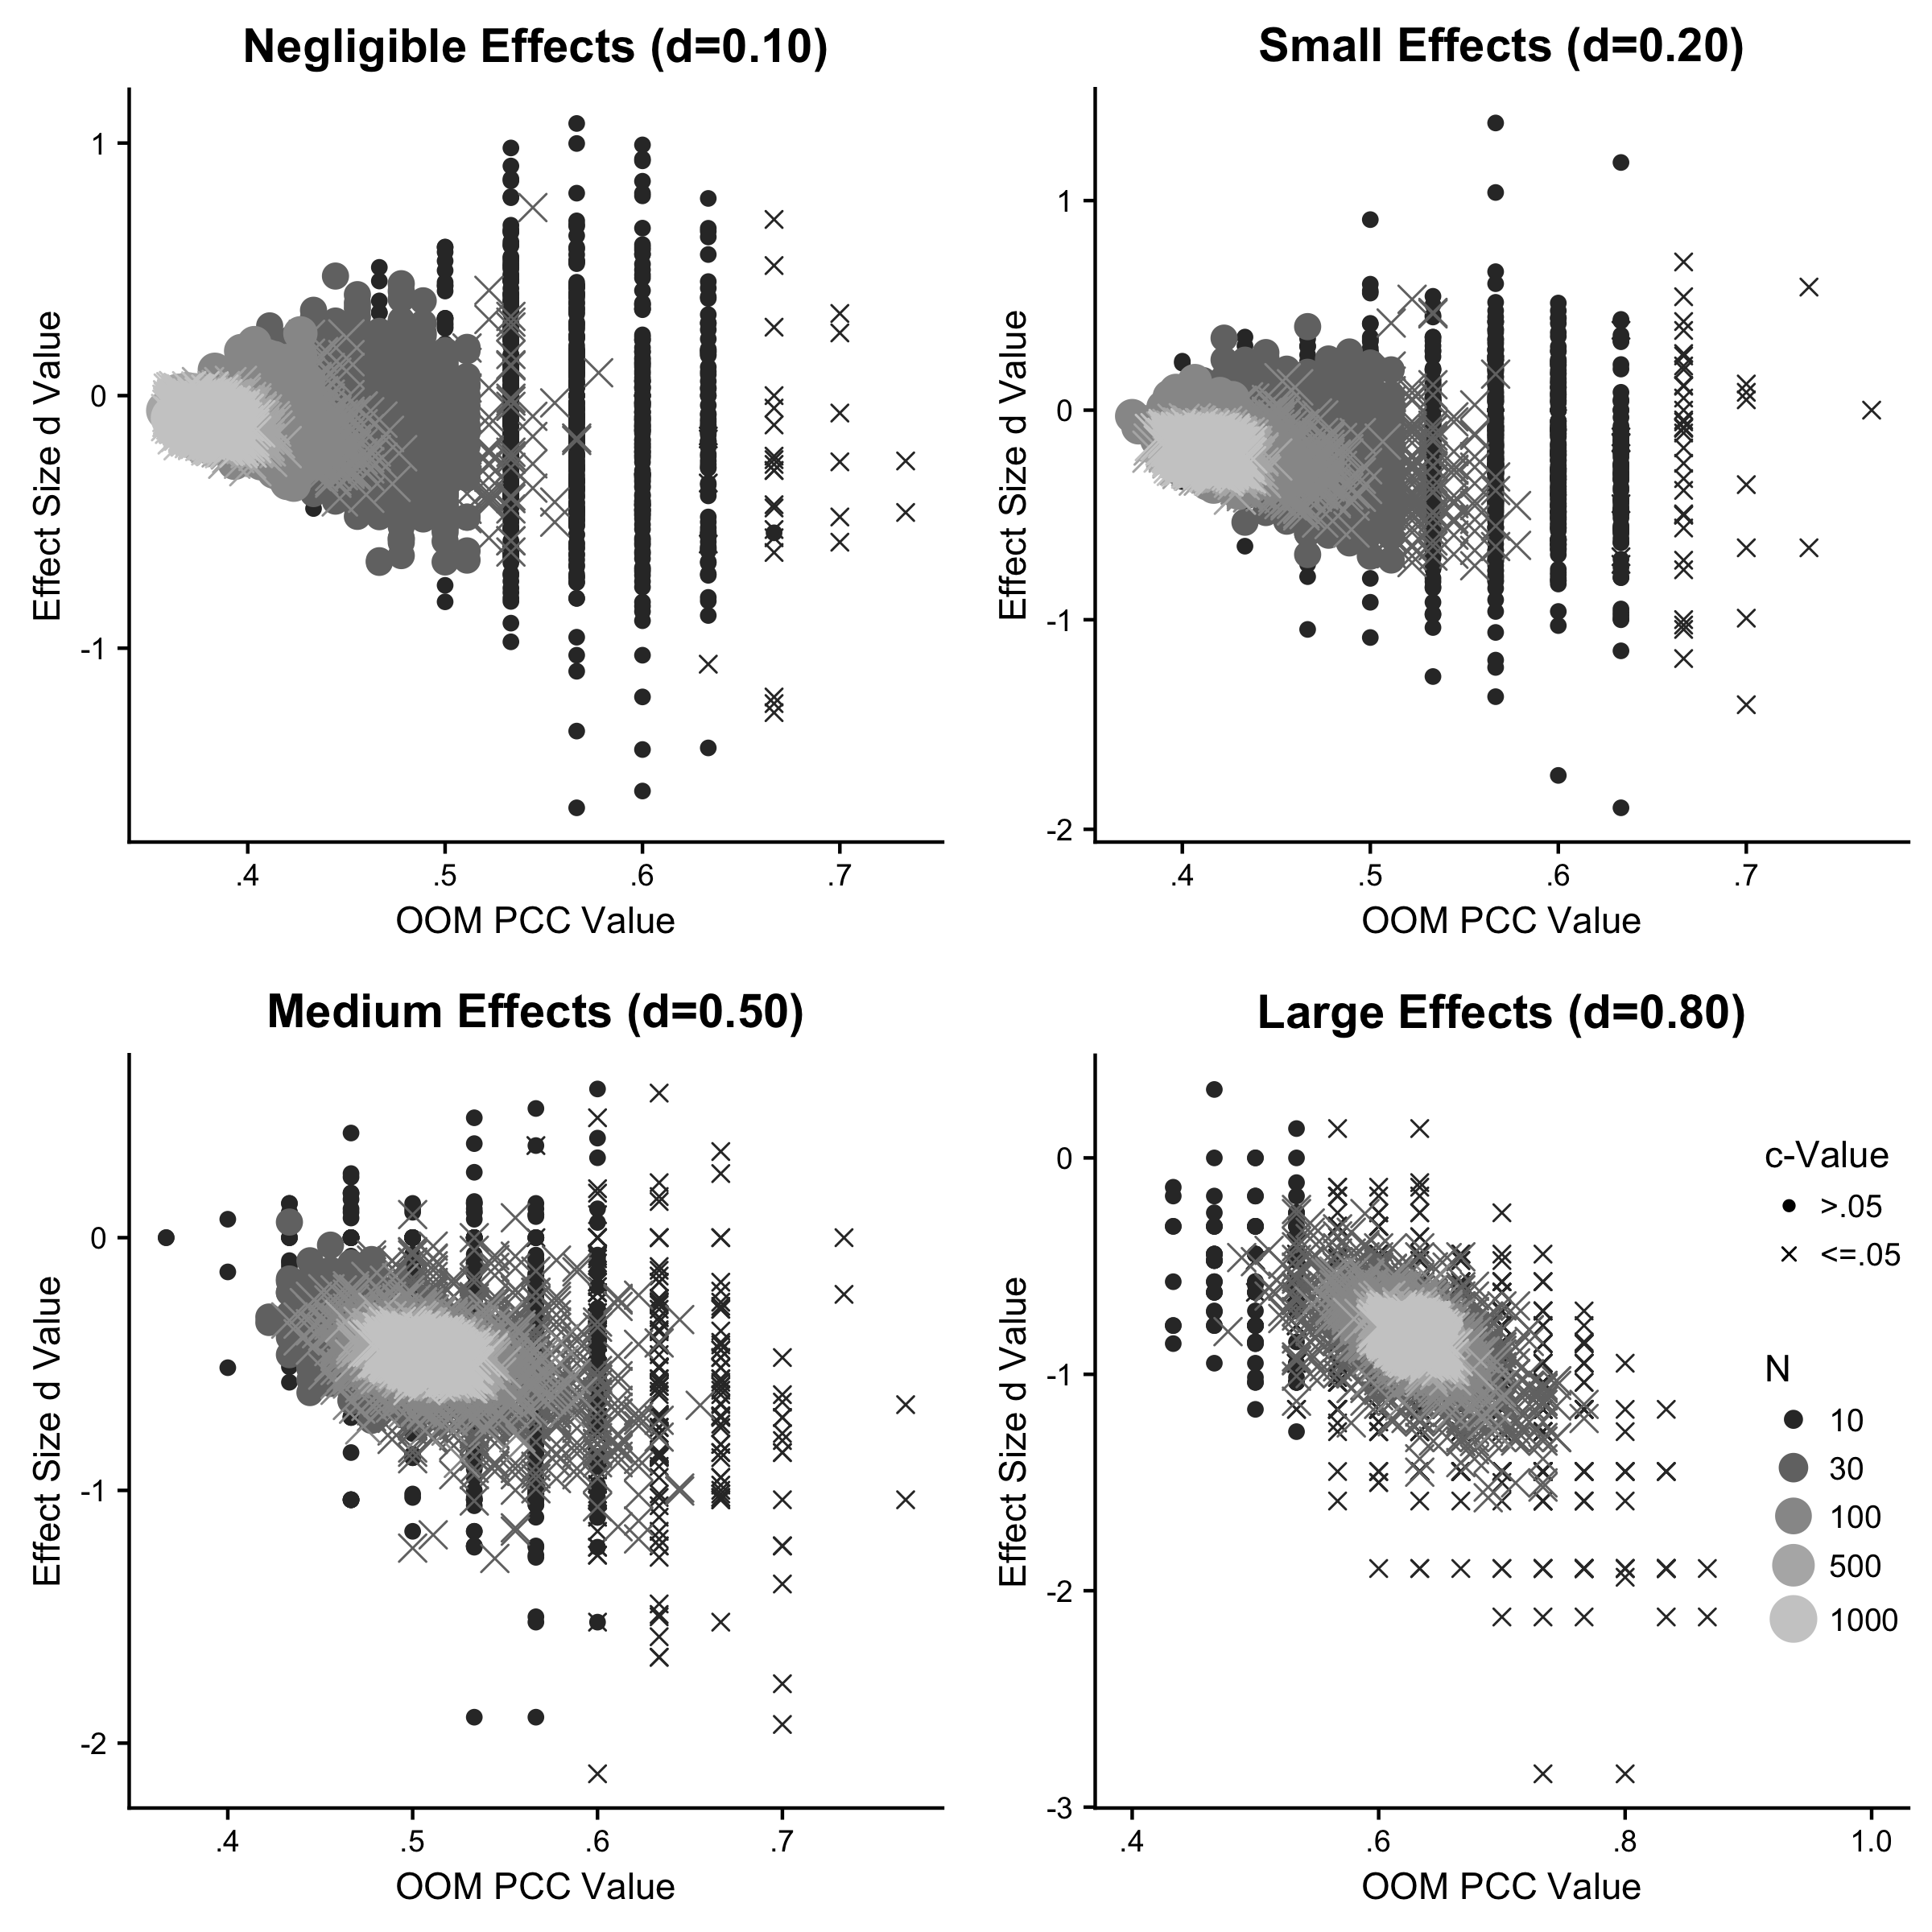 Negligible Effects (d=0.10)
Effect Size d Value
1
0
-1
.4 .5 .6 .7
OOM PCC Value
Small Effects (d=0.20)
Effect Size d Value
1
0
-1
-2
.4 .5 .6 .7
OOM PCC Value
Medium Effects (d=0.50)
Effect Size d Value
0
-1
-2
.4 .5 .6 .7
OOM PCC Value
Large Effects (d=0.80)
Effect Size d Value
0
-1
-2
-3
.4 .6 .8 1.0
OOM PCC Value
c-Value
>.05
<=.05
N
10
30
100
500
1000